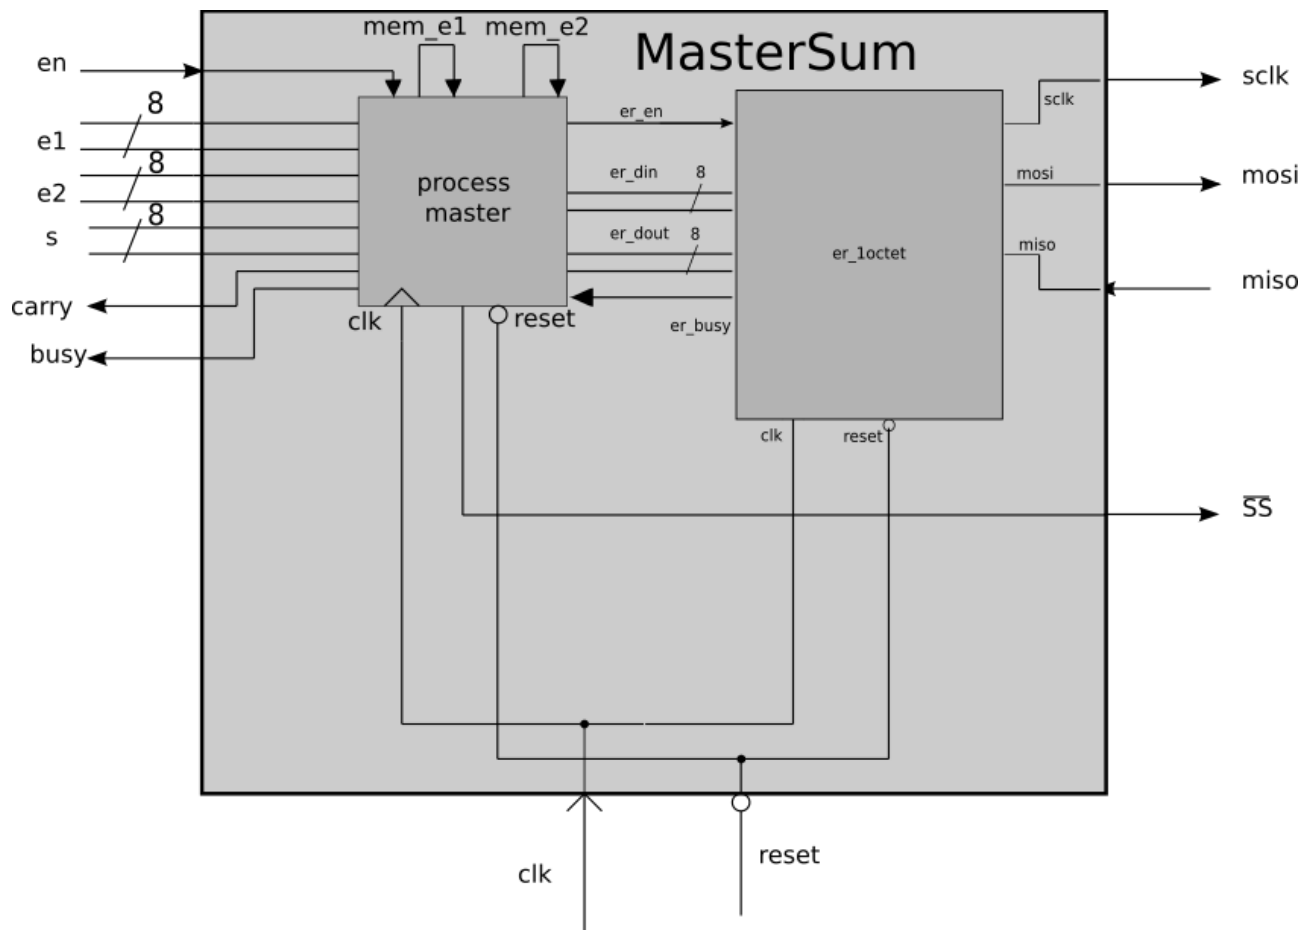 mem_e1 mem_e2
MasterSum
en
sclk
sclk
8
er_en
e1
8
process
master
er_din 8
mosi
mosi
e2
8
s
er_dout 8
er_1octet
miso
miso
carry
clk
reset
er_busy
busy
clk
reset
SS
clk
reset